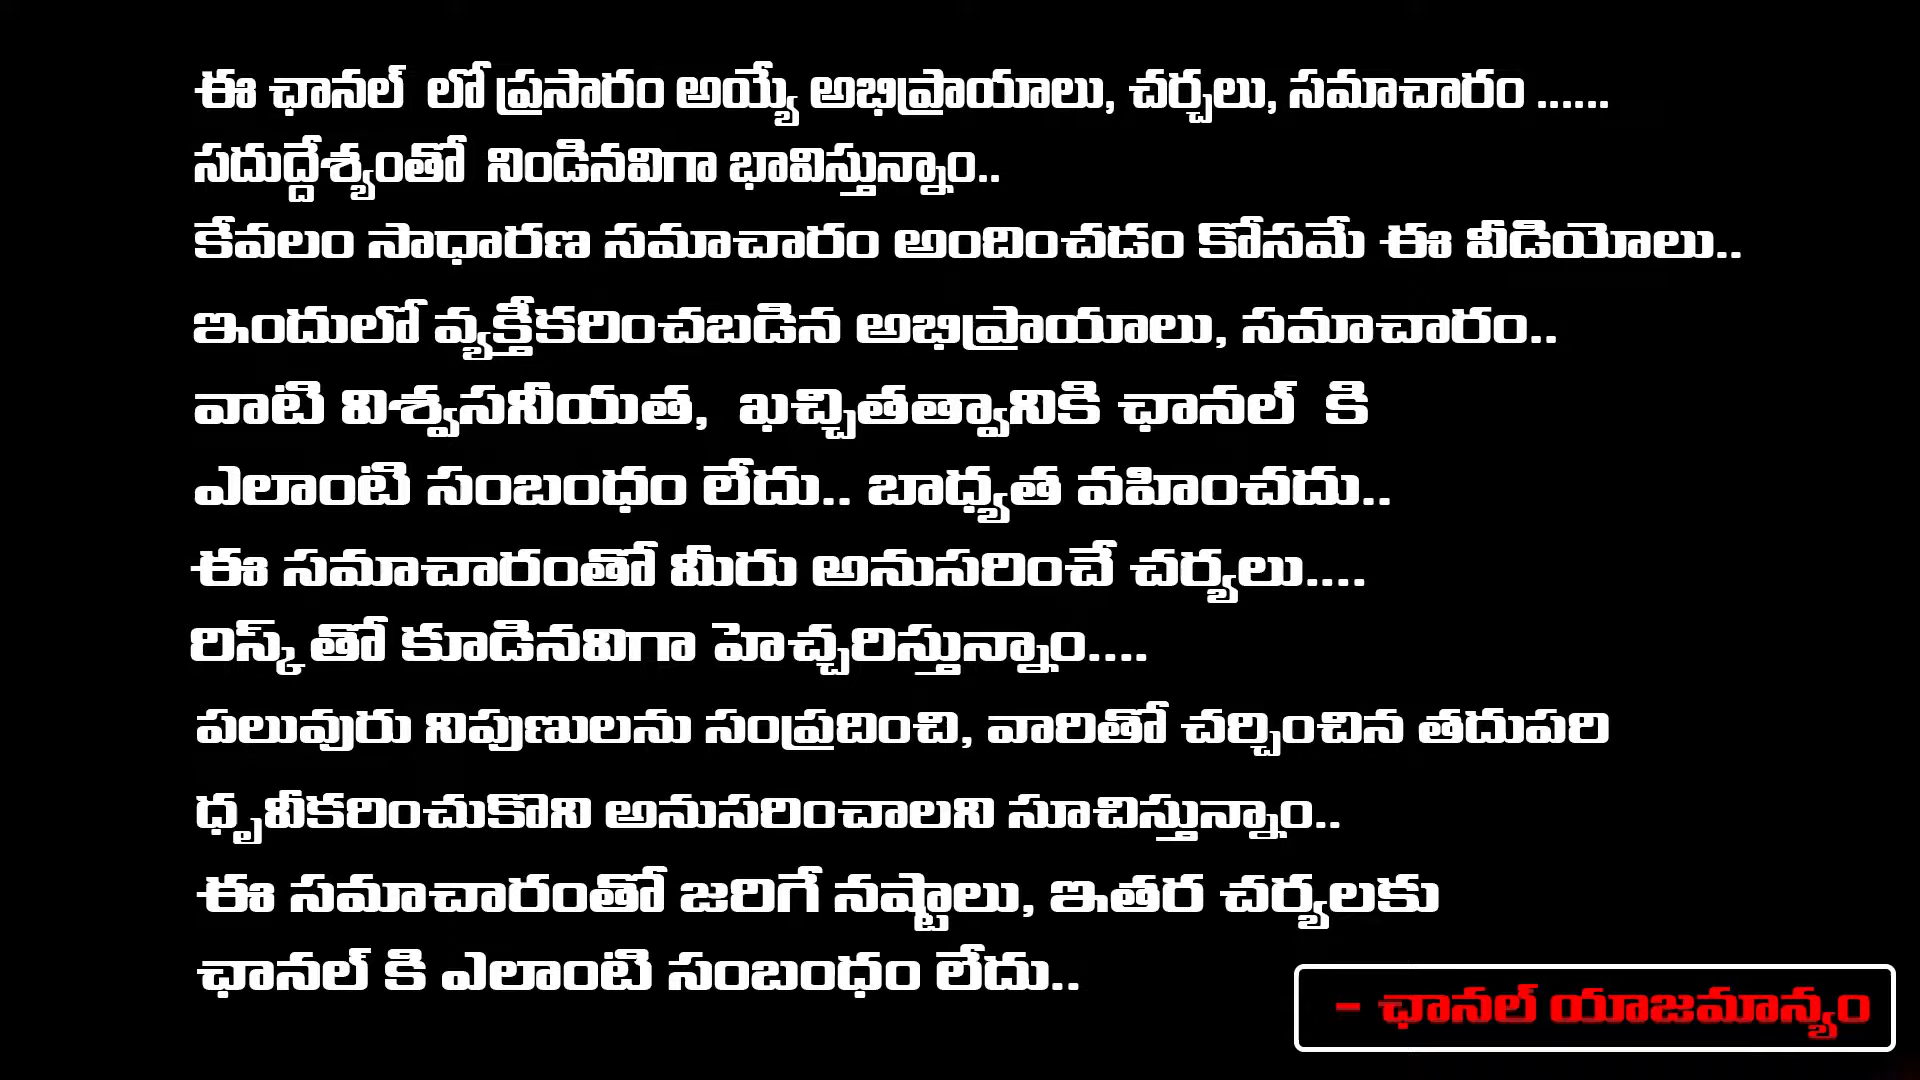 ఈ ఛానల్ లో ప్రసారం అయ్యే అభిప్రాయాలు, చర్చలు, సమాచారం ......
సదుద్దేశ్యంతో నిండినవిగా భావిస్తున్నాం..
కేవలం సాధారణ సమాచారం అందించడం కోసమే ఈ వీడియోలు..
ఇందులో వ్యక్తీకరించబడిన అభిప్రాయాలు, సమాచారం..
వాటి విశ్వసనీయత, ఖచ్చితత్వానికి ఛానల్ కి
ఎలాంటి సంబంధం లేదు.. బాధ్యత వహించదు..
ఈ సమాచారంతో మీరు అనుసరించే చర్యలు....
రిస్క్ తో కూడినవిగా హెచ్చరిస్తున్నాం....
పలువురు నిపుణులను సంప్రదించి, వారితో చర్చించిన తదుపరి
ధృవీకరించుకొని అనుసరించాలని సూచిస్తున్నాం..
ఈ సమాచారంతో జరిగే నష్టాలు, ఇతర చర్యలకు
ఛానల్ కి ఎలాంటి సంబంధం లేదు..
- ఛానల్ యాజమాన్యం